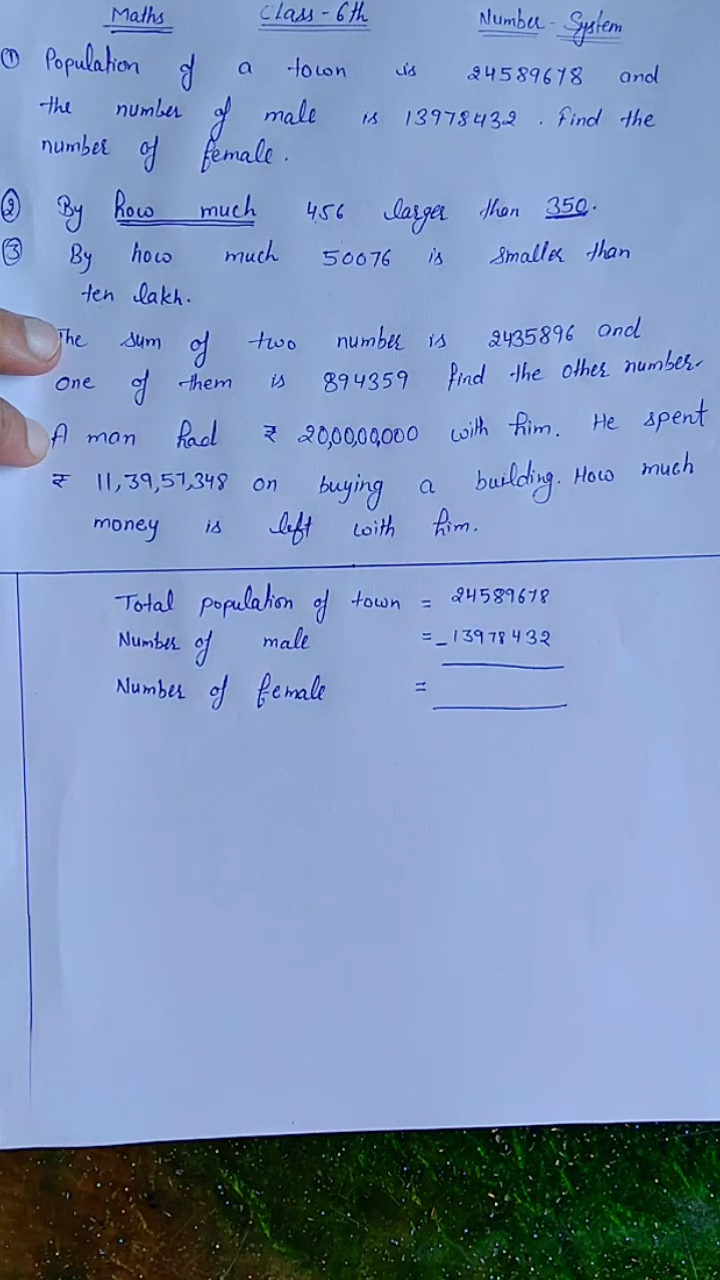 Maths Class - 6th Number - System
① Population of a town is 24589678 and
the number of male is 13978432 . Find the
number of female.
② By how much 456 larger than 350.
③ By how much 50076 is smaller than
ten lakh.
The sum of two number is 2435896 and
one of them is 894359 find the other number.
A man had ₹ 20,00,00,000 with him. He spent
₹ 11,39,57,348 on buying a building. How much
money is left with him.
Total population of town = 24589678
Number of male = - 13978432
Number of female =